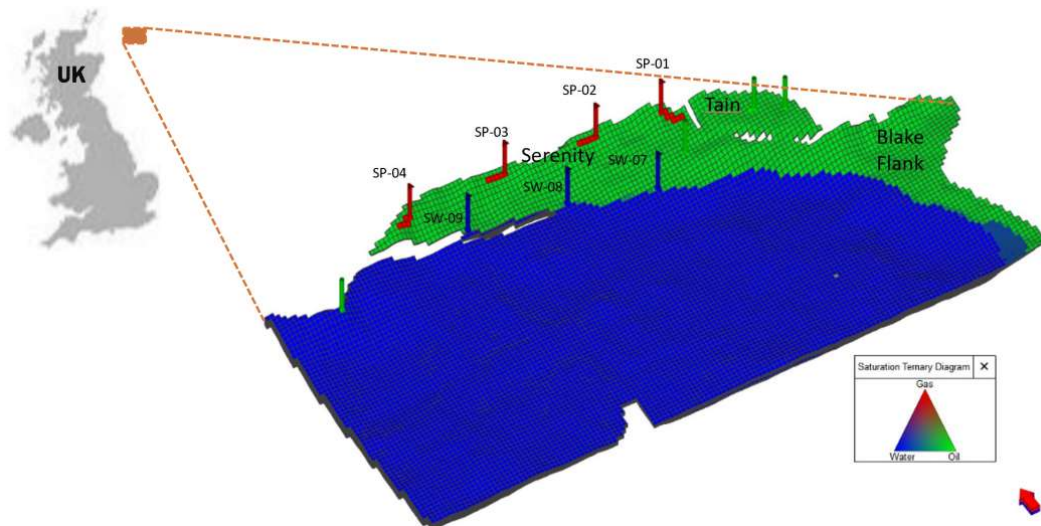 UK
SP-01
SP-02
Tain
SP-03
Serenity
SW-07
Blake
Flank
SP-04
SW-08
SW-09
Saturation Ternary Diagram ✕
Gas
Water Oil